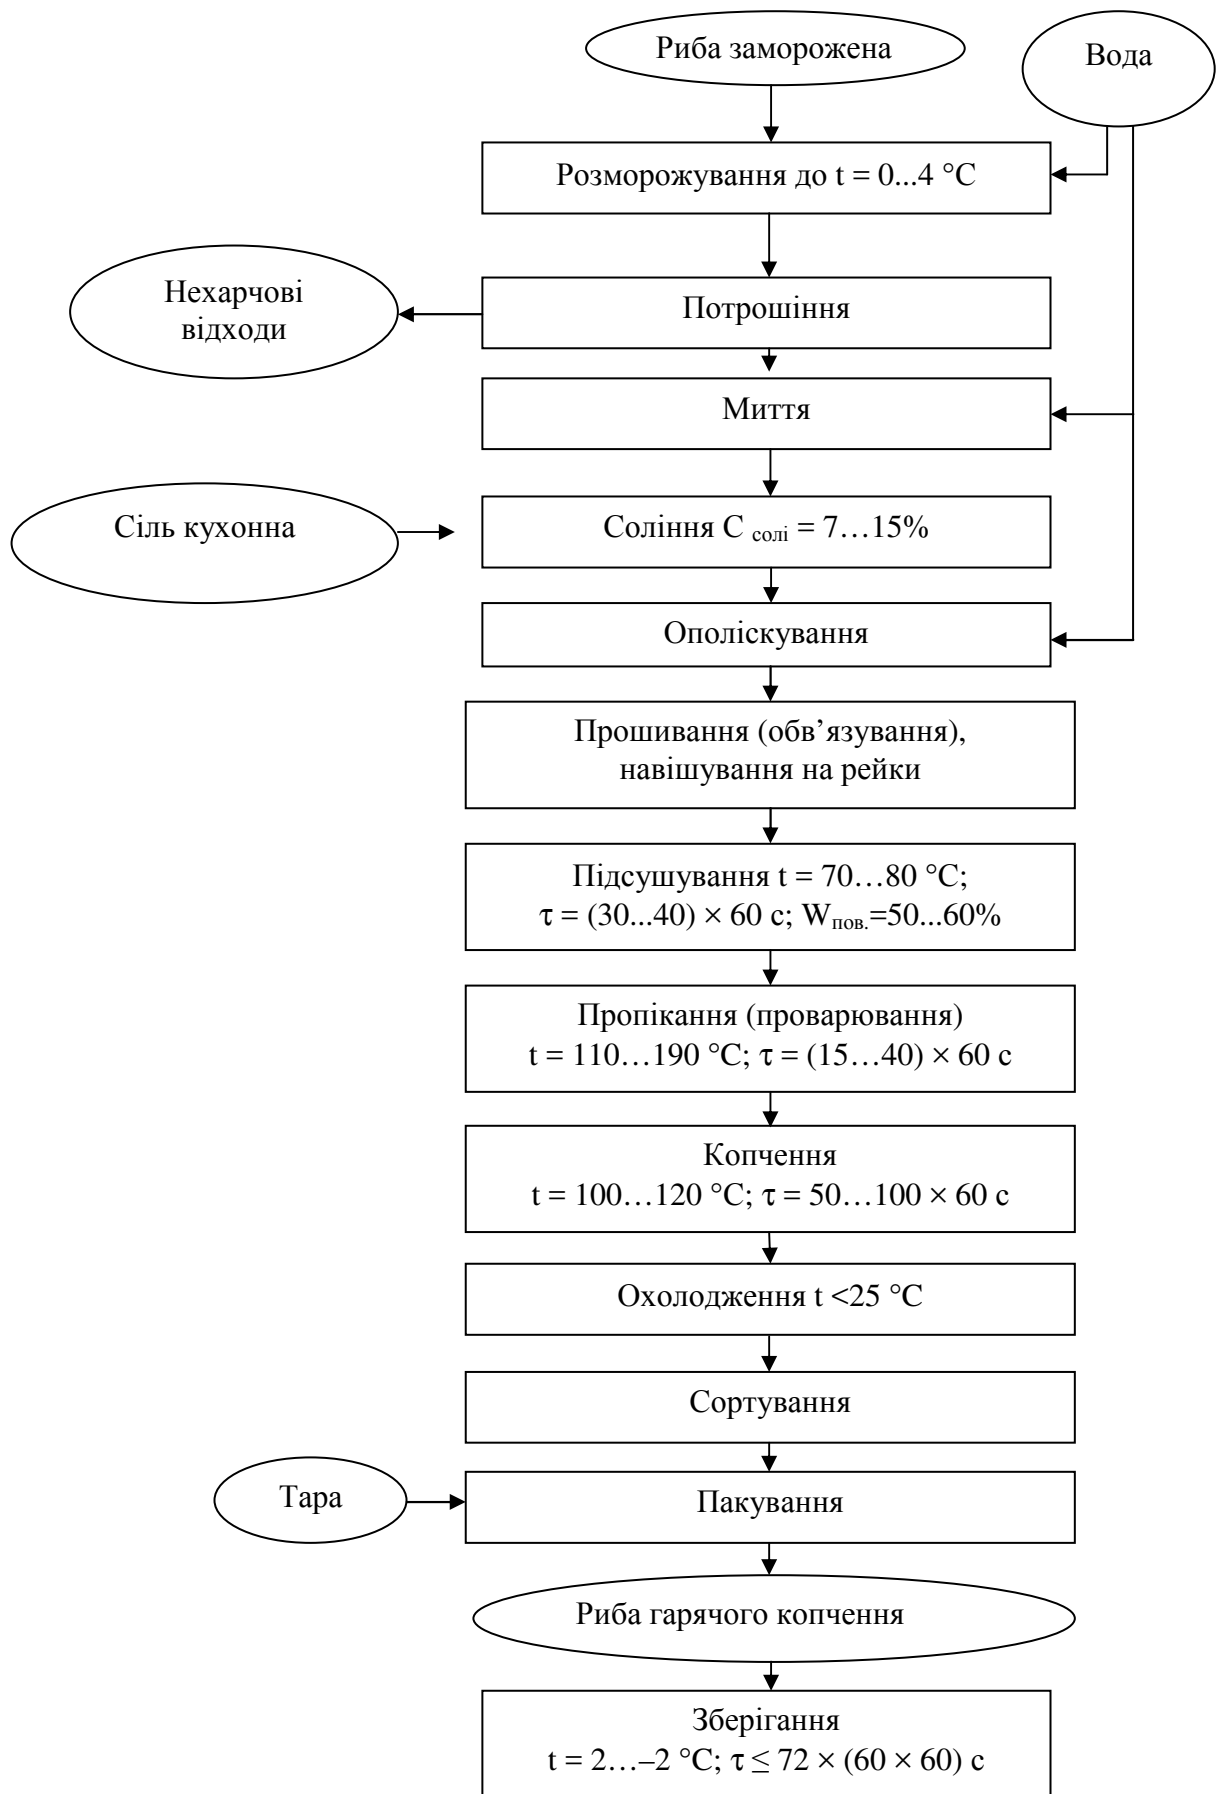 Риба заморожена
Вода
Розморожування до t = 0...4 °C
Нехарчові
відходи
Потрошіння
Миття
Сіль кухонна
Соління С солі = 7…15%
Ополіскування
Прошивання (обв’язування),
навішування на рейки
Підсушування t = 70…80 °C;
τ = (30...40) × 60 с; Wпов.=50...60%
Пропікання (проварювання)
t = 110…190 °C; τ = (15…40) × 60 с
Копчення
t = 100…120 °C; τ = 50…100 × 60 с
Охолодження t <25 °C
Сортування
Тара
Пакування
Риба гарячого копчення
Зберігання
t = 2…–2 °C; τ ≤ 72 × (60 × 60) с